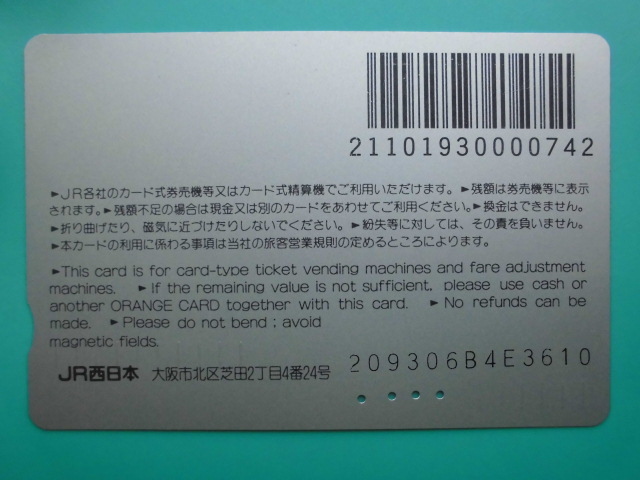 21101930000742
►JR各社のカード式券売機等又はカード式精算機でご利用いただけます。►残額は券売機等に表示
されます。►残額不足の場合は現金又は別のカードをあわせてご利用ください。►換金はできません。
►折り曲げたり、磁気に近づけたりしないでください。►紛失等に対しては、その責を負いません。
►本カードの利用に係わる事項は当社の旅客営業規則の定めるところによります。
►This card is for card-type ticket vending machines and fare adjustment
machines. ►If the remaining value is not sufficient, please use cash or
another ORANGE CARD together with this card. ►No refunds can be
made. ►Please do not bend ; avoid
magnetic fields.
209306B4E3610
JR西日本 大阪市北区芝田2丁目4番24号